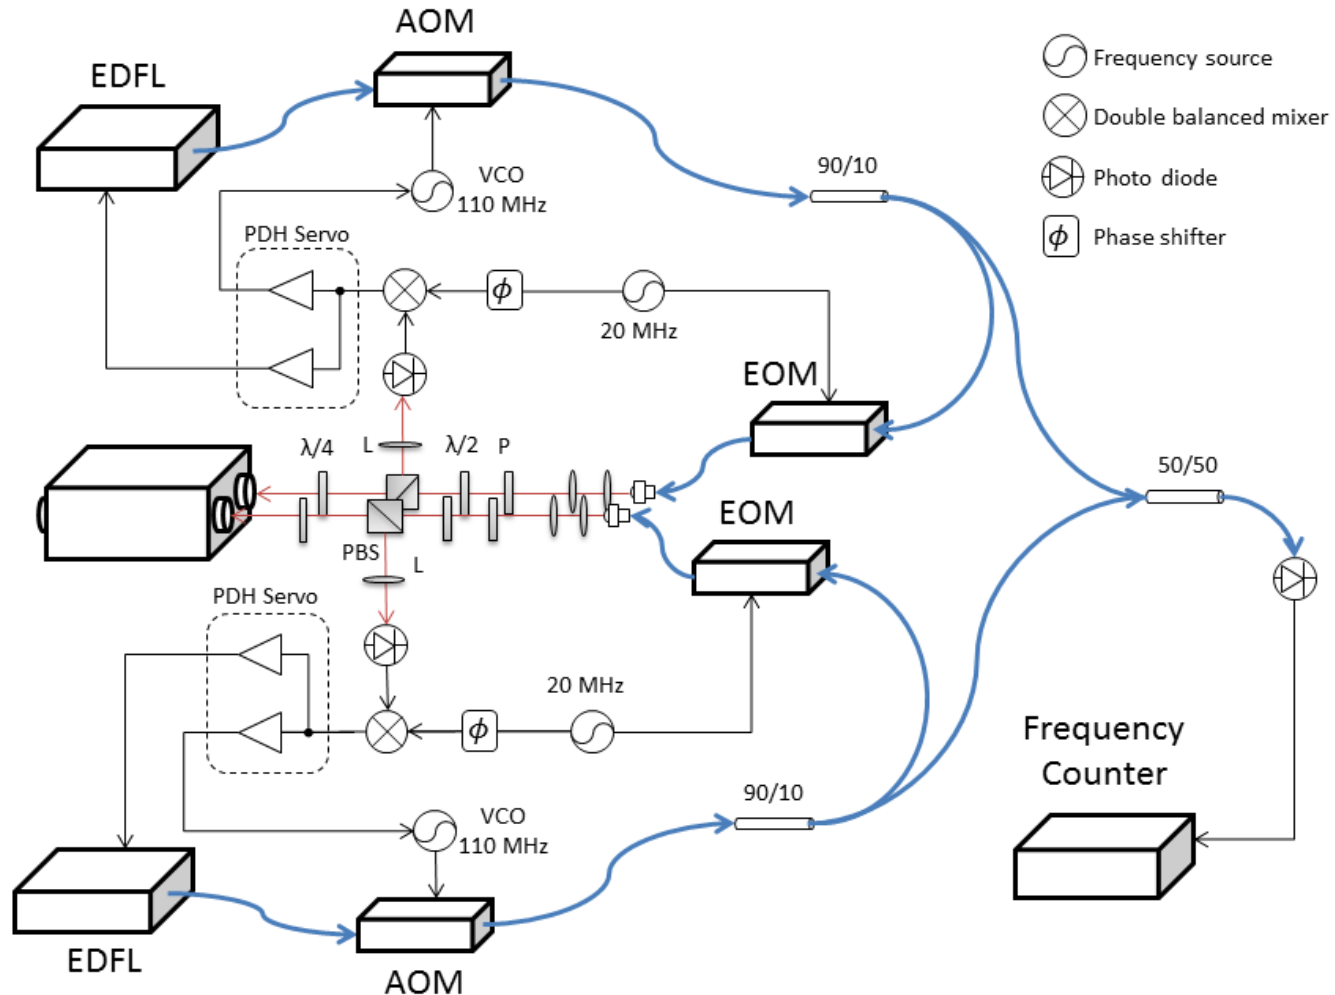 AOM
EDFL
Frequency source
Double balanced mixer
90/10
VCO
110 MHz
Photo diode
PDH Servo
ϕ
Phase shifter
ϕ
20 MHz
EOM
λ/4
L
λ/2
P
50/50
EOM
PBS
L
PDH Servo
20 MHz
ϕ
Frequency
Counter
90/10
VCO
110 MHz
EDFL
AOM